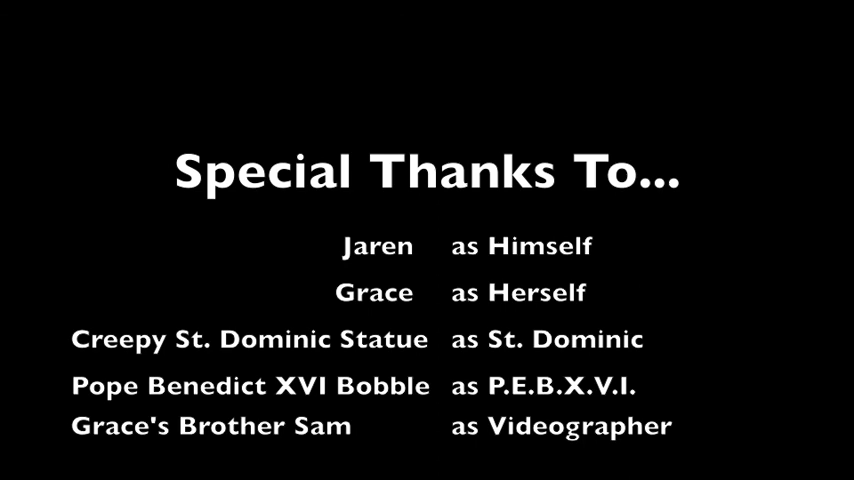 Special Thanks To...
Jaren as Himself
Grace as Herself
Creepy St. Dominic Statue as St. Dominic
Pope Benedict XVI Bobble as P.E.B.X.V.I.
Grace's Brother Sam as Videographer